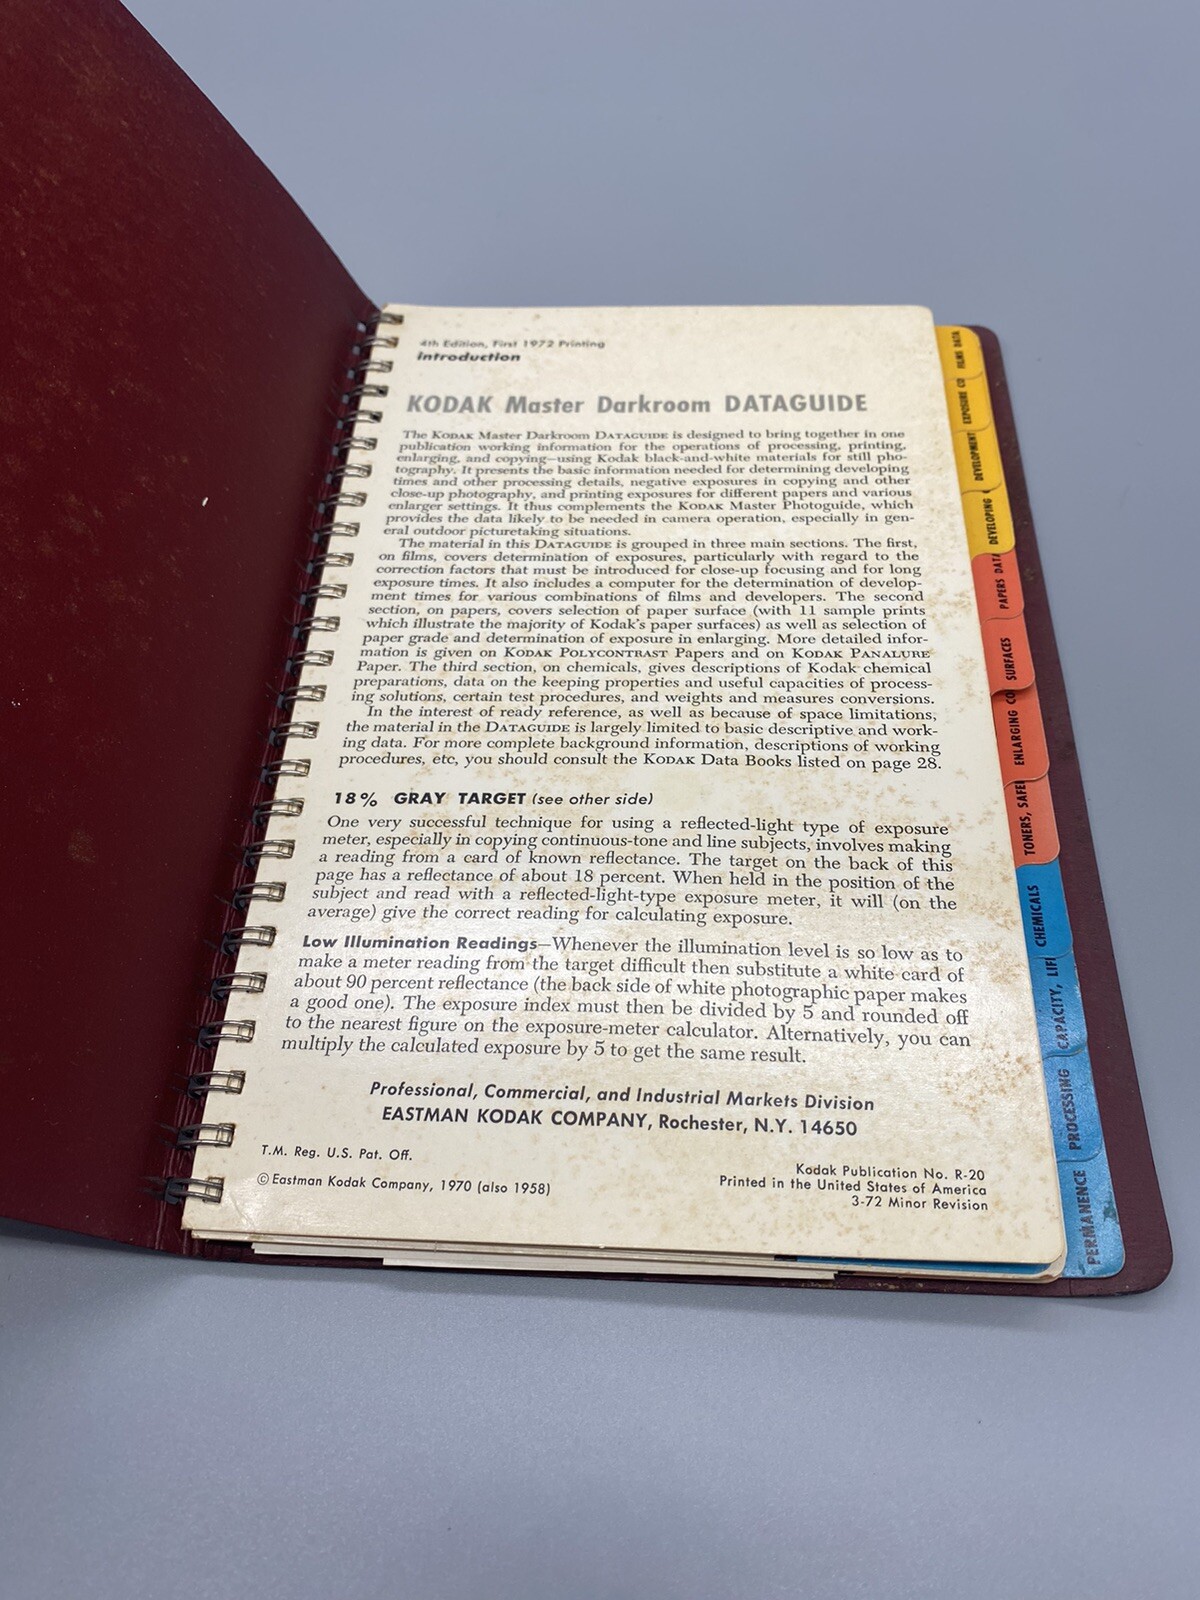 4th Edition, First 1972 Printing
introduction
KODAK Master Darkroom DATAGUIDE
The KODAK Master Darkroom DATAGUIDE is designed to bring together in one
publication working information for the operations of processing, printing,
enlarging, and copying—using Kodak black-and-white materials for still pho-
tography. It presents the basic information needed for determining developing
times and other processing details, negative exposures in copying and other
close-up photography, and printing exposures for different papers and various
enlarger settings. It thus complements the KODAK Master Photoguide, which
provides the data likely to be needed in camera operation, especially in gen-
eral outdoor picturetaking situations.
The material in this DATAGUIDE is grouped in three main sections. The first,
on films, covers determination of exposures, particularly with regard to the
correction factors that must be introduced for close-up focusing and for long
exposure times. It also includes a computer for the determination of develop-
ment times for various combinations of films and developers. The second
section, on papers, covers selection of paper surface (with 11 sample prints
which illustrate the majority of Kodak's paper surfaces) as well as selection of
paper grade and determination of exposure in enlarging. More detailed infor-
mation is given on KODAK POLYCONTRAST Papers and on KODAK PANALURE
Paper. The third section, on chemicals, gives descriptions of Kodak chemical
preparations, data on the keeping properties and useful capacities of process-
ing solutions, certain test procedures, and weights and measures conversions.
In the interest of ready reference, as well as because of space limitations,
the material in the DATAGUIDE is largely limited to basic descriptive and work-
ing data. For more complete background information, descriptions of working
procedures, etc, you should consult the KODAK Data Books listed on page 28.
18% GRAY TARGET (see other side)
One very successful technique for using a reflected-light type of exposure
meter, especially in copying continuous-tone and line subjects, involves making
a reading from a card of known reflectance. The target on the back of this
page has a reflectance of about 18 percent. When held in the position of the
subject and read with a reflected-light-type exposure meter, it will (on the
average) give the correct reading for calculating exposure.
Low Illumination Readings—Whenever the illumination level is so low as to
make a meter reading from the target difficult then substitute a white card of
about 90 percent reflectance (the back side of white photographic paper makes
a good one). The exposure index must then be divided by 5 and rounded off
to the nearest figure on the exposure-meter calculator. Alternatively, you can
multiply the calculated exposure by 5 to get the same result.
Professional, Commercial, and Industrial Markets Division
EASTMAN KODAK COMPANY, Rochester, N.Y. 14650
T.M. Reg. U.S. Pat. Off.
© Eastman Kodak Company, 1970 (also 1958)
Kodak Publication No. R-20
Printed in the United States of America
3-72 Minor Revision
FILMS DATA
EXPOSURE CO
DEVELOPMENT
DEVELOPING
PAPERS DATA
SURFACES
ENLARGING CO
TONERS, SAFE
CHEMICALS
CAPACITY, LIF
PROCESSING
PERMANENCE